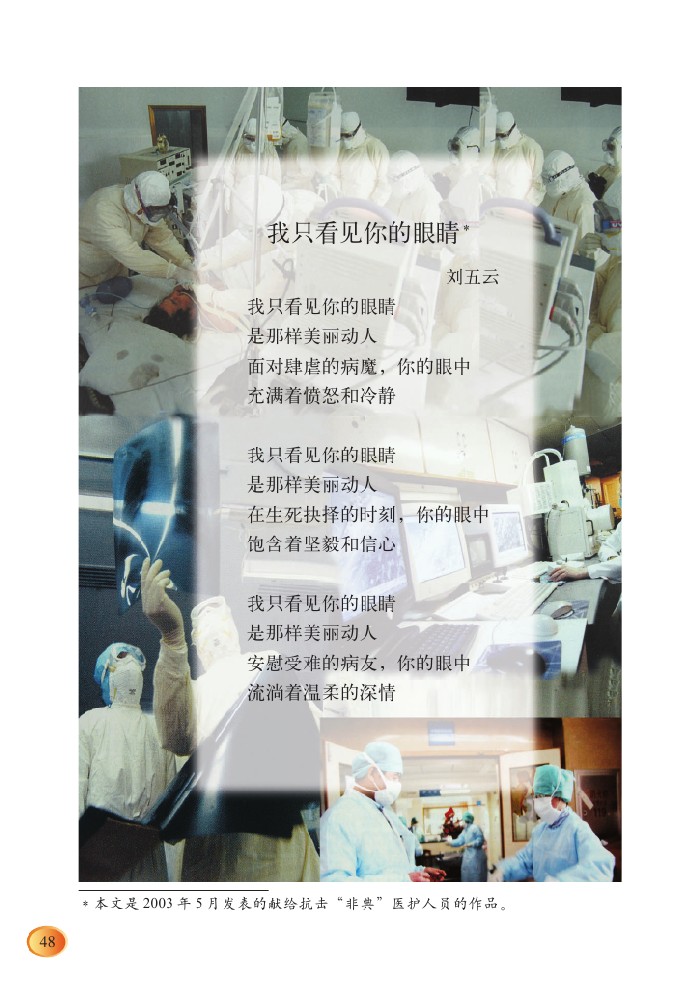 我只看见你的眼睛*
刘五云
我只看见你的眼睛
是那样美丽动人
面对肆虐的病魔，你的眼中
充满着愤怒和冷静
我只看见你的眼睛
是那样美丽动人
在生死抉择的时刻，你的眼中
饱含着坚毅和信心
我只看见你的眼睛
是那样美丽动人
安慰受难的病友，你的眼中
流淌着温柔的深情
* 本文是 2003 年 5 月发表的献给抗击“非典”医护人员的作品。
48